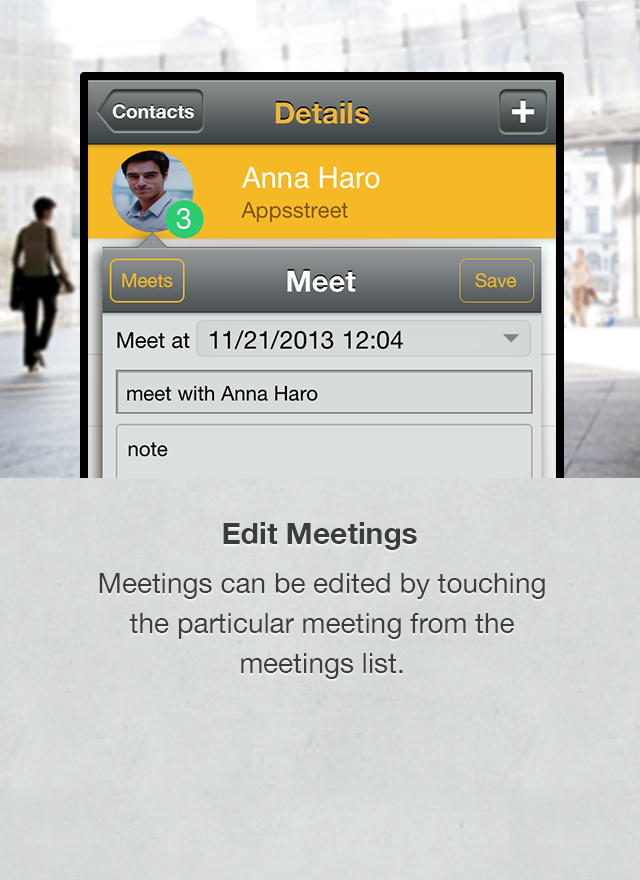 Contacts
Details
+
Anna Haro
Appsstreet
3
Meets
Meet
Save
Meet at 11/21/2013 12:04
meet with Anna Haro
note
Edit Meetings
Meetings can be edited by touching
the particular meeting from the
meetings list.